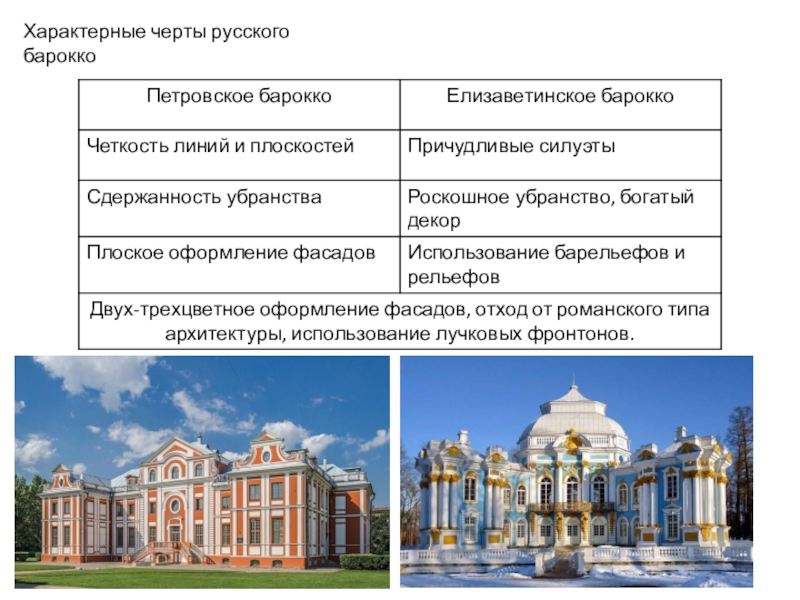 Характерные черты русского
барокко
Петровское барокко
Елизаветинское барокко
Четкость линий и плоскостей
Причудливые силуэты
Сдержанность убранства
Роскошное убранство, богатый
декор
Плоское оформление фасадов
Использование барельефов и
рельефов
Двух-трехцветное оформление фасадов, отход от романского типа
архитектуры, использование лучковых фронтонов.